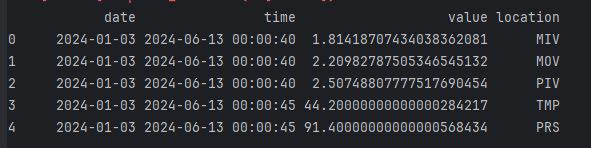 date time value location
0 2024-01-03 2024-06-13 00:00:40 1.81418707434038362081 MIV
1 2024-01-03 2024-06-13 00:00:40 2.20982787505346545132 MOV
2 2024-01-03 2024-06-13 00:00:40 2.50748807777517690454 PIV
3 2024-01-03 2024-06-13 00:00:45 44.20000000000000284217 TMP
4 2024-01-03 2024-06-13 00:00:45 91.40000000000000568434 PRS